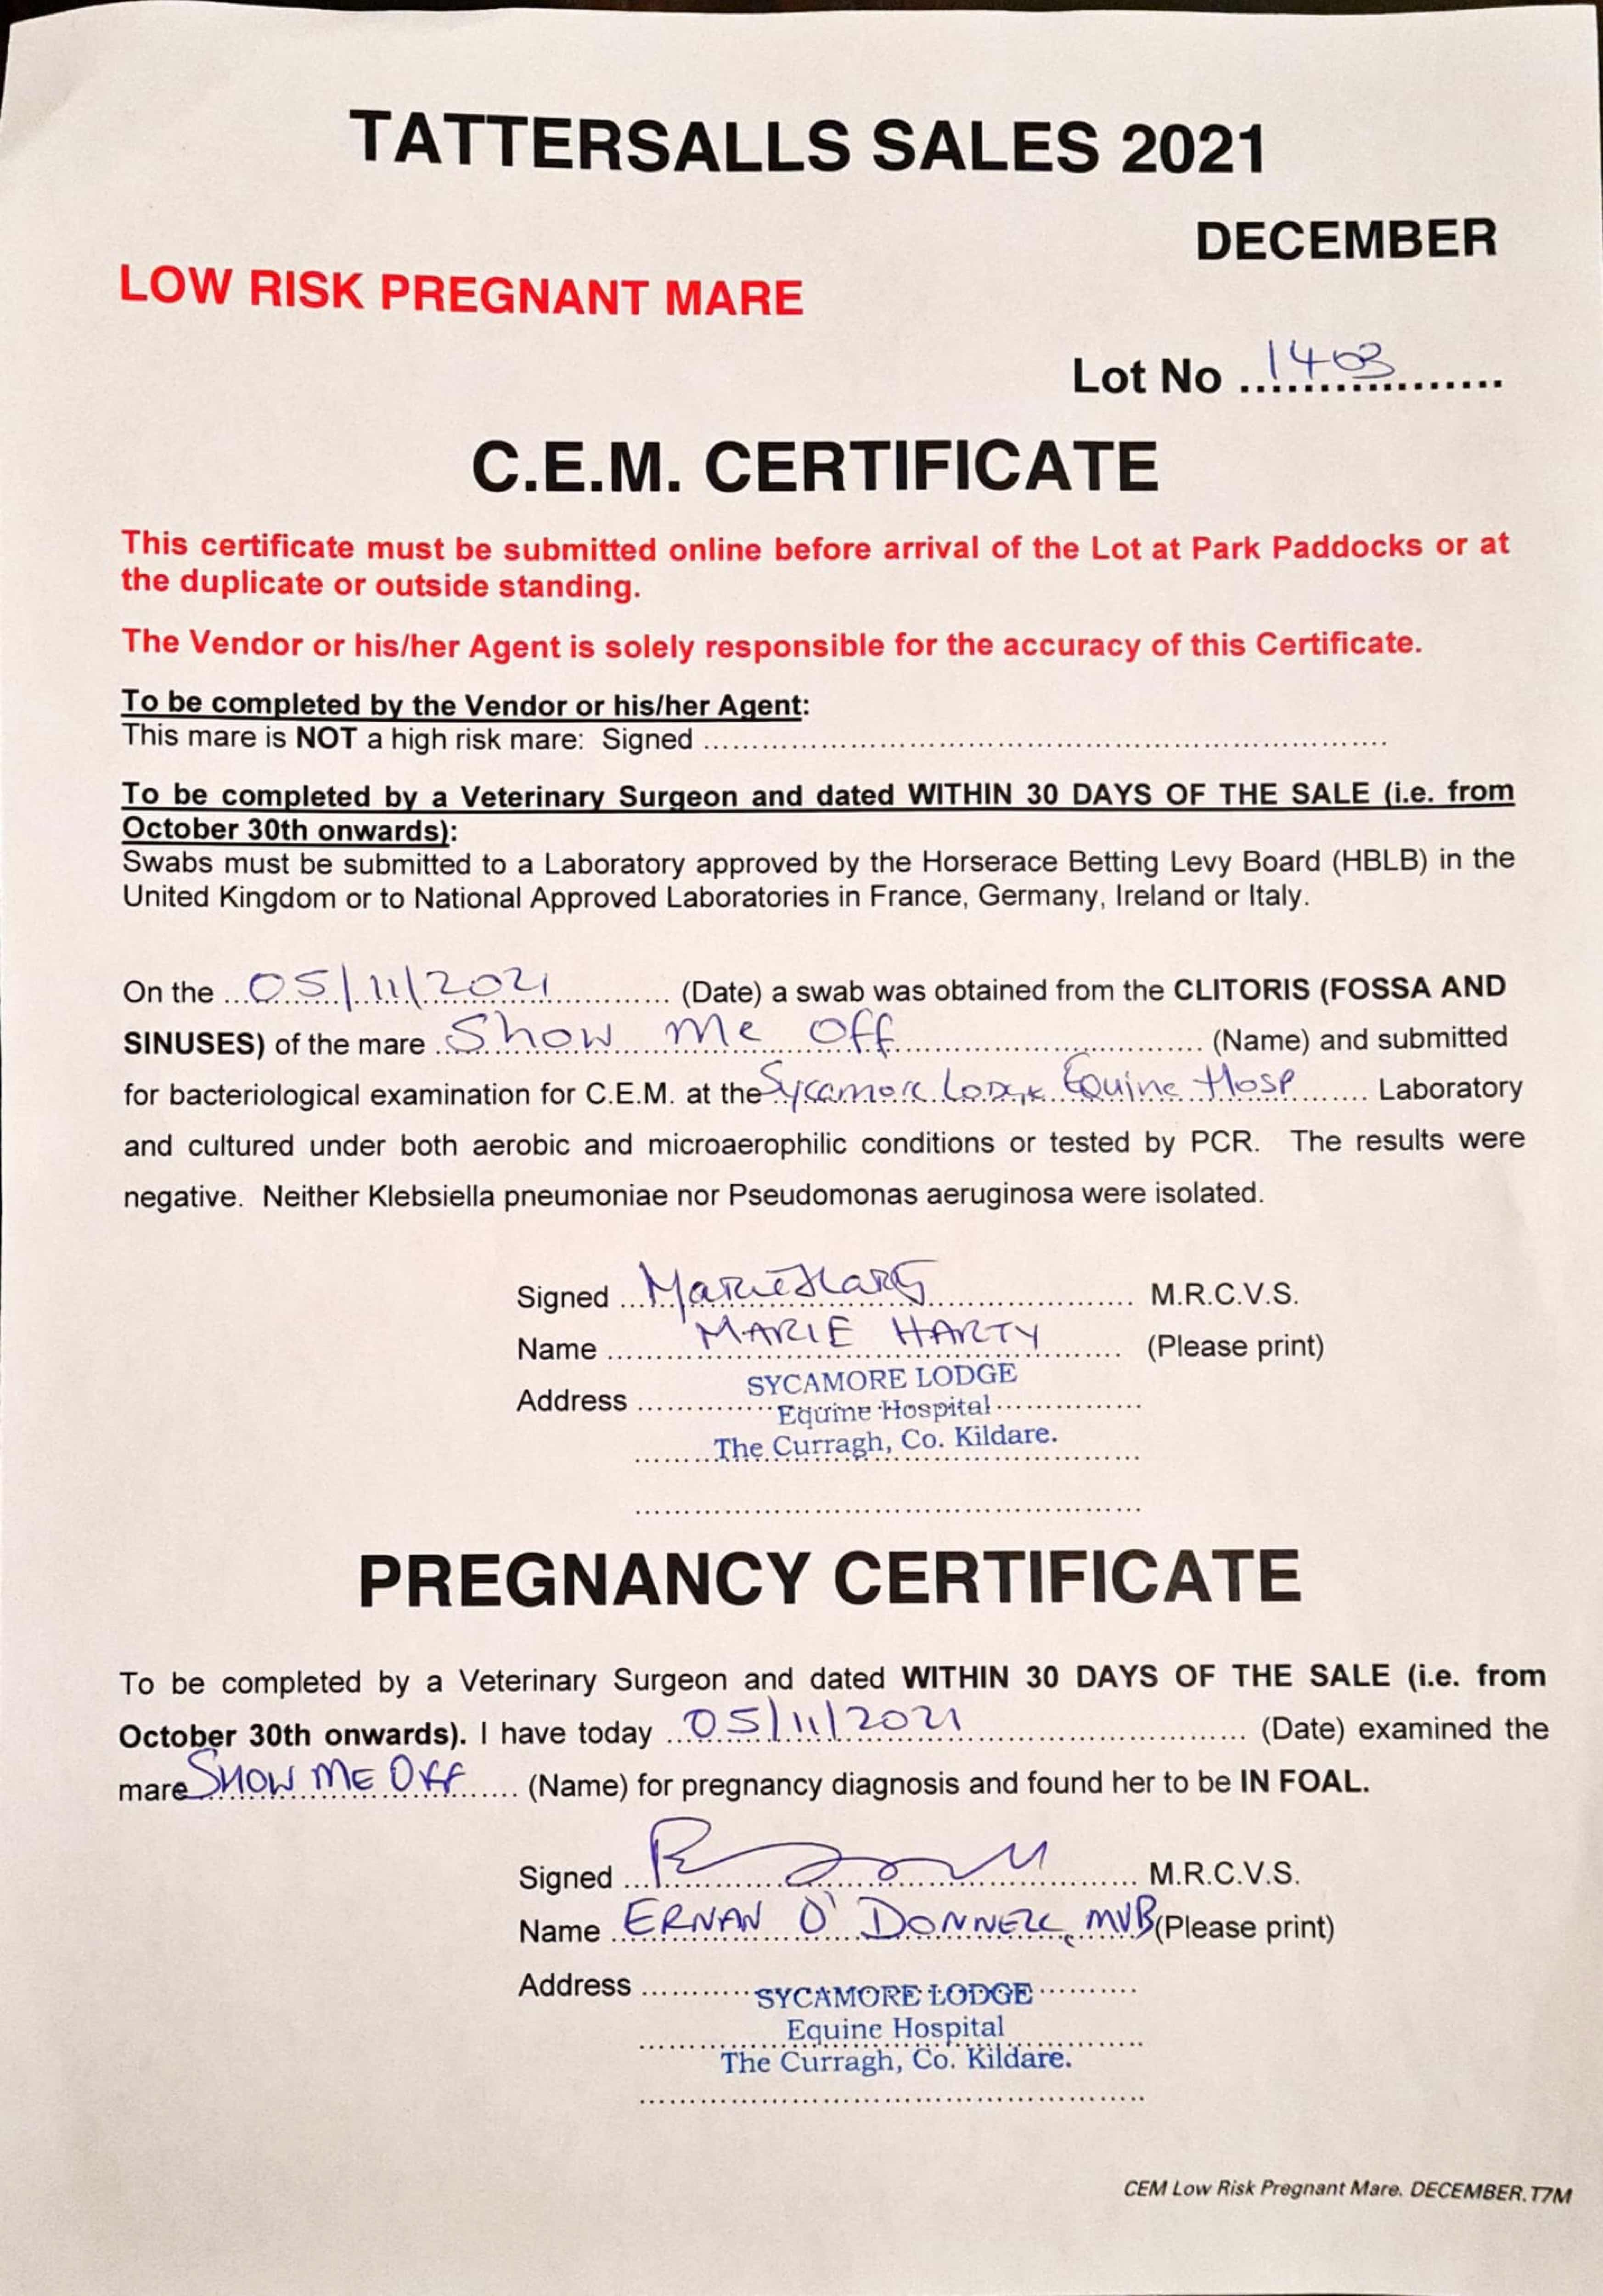 TATTERSALLS SALES 2021
DECEMBER
LOW RISK PREGNANT MARE
Lot No 1403
C.E.M. CERTIFICATE
This certificate must be submitted online before arrival of the Lot at Park Paddocks or at
the duplicate or outside standing.
The Vendor or his/her Agent is solely responsible for the accuracy of this Certificate.
To be completed by the Vendor or his/her Agent:
This mare is NOT a high risk mare: Signed
To be completed by a Veterinary Surgeon and dated WITHIN 30 DAYS OF THE SALE (i.e. from
October 30th onwards):
Swabs must be submitted to a Laboratory approved by the Horserace Betting Levy Board (HBLB) in the
United Kingdom or to National Approved Laboratories in France, Germany, Ireland or Italy.
On the 05/11/2021 (Date) a swab was obtained from the CLITORIS (FOSSA AND
SINUSES) of the mare Show me Off (Name) and submitted
for bacteriological examination for C.E.M. at the Sycamore Lodge Equine Hosp Laboratory
and cultured under both aerobic and microaerophilic conditions or tested by PCR. The results were
negative. Neither Klebsiella pneumoniae nor Pseudomonas aeruginosa were isolated.
Signed Marie Harty M.R.C.V.S.
Name MARIE HARTY (Please print)
Address SYCAMORE LODGE
Equine Hospital
The Curragh, Co. Kildare.
PREGNANCY CERTIFICATE
To be completed by a Veterinary Surgeon and dated WITHIN 30 DAYS OF THE SALE (i.e. from
October 30th onwards). I have today 05/11/2021 (Date) examined the
mare SHOW ME OFF (Name) for pregnancy diagnosis and found her to be IN FOAL.
Signed M.R.C.V.S.
Name ERNAN O'DONNELL, MVB (Please print)
Address SYCAMORE LODGE
Equine Hospital
The Curragh, Co. Kildare.
CEM Low Risk Pregnant Mare. DECEMBER.T7M